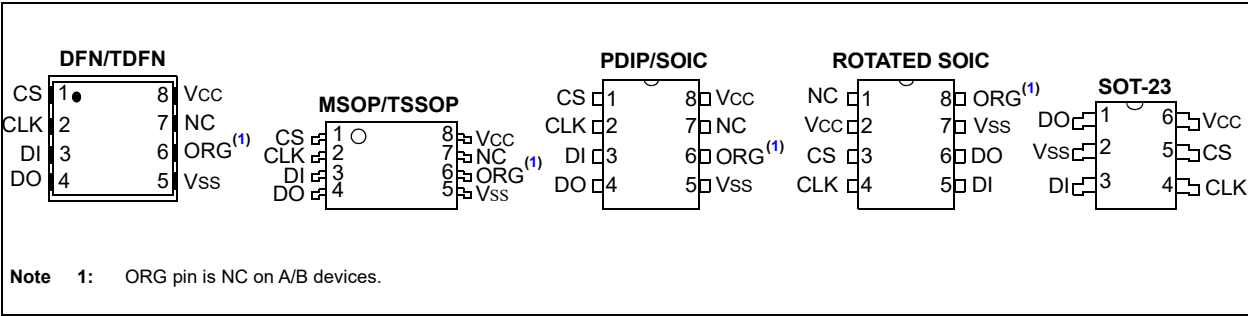 DFN/TDFN
CS 1 8 VCC
CLK 2 7 NC
DI 3 6 ORG(1)
DO 4 5 VSS
MSOP/TSSOP
CS 1 8 VCC
CLK 2 7 NC
DI 3 6 ORG(1)
DO 4 5 VSS
PDIP/SOIC
CS 1 8 VCC
CLK 2 7 NC
DI 3 6 ORG(1)
DO 4 5 VSS
ROTATED SOIC
NC 1 8 ORG(1)
VCC 2 7 VSS
CS 3 6 DO
CLK 4 5 DI
SOT-23
DO 1 6 VCC
VSS 2 5 CS
DI 3 4 CLK
Note 1: ORG pin is NC on A/B devices.